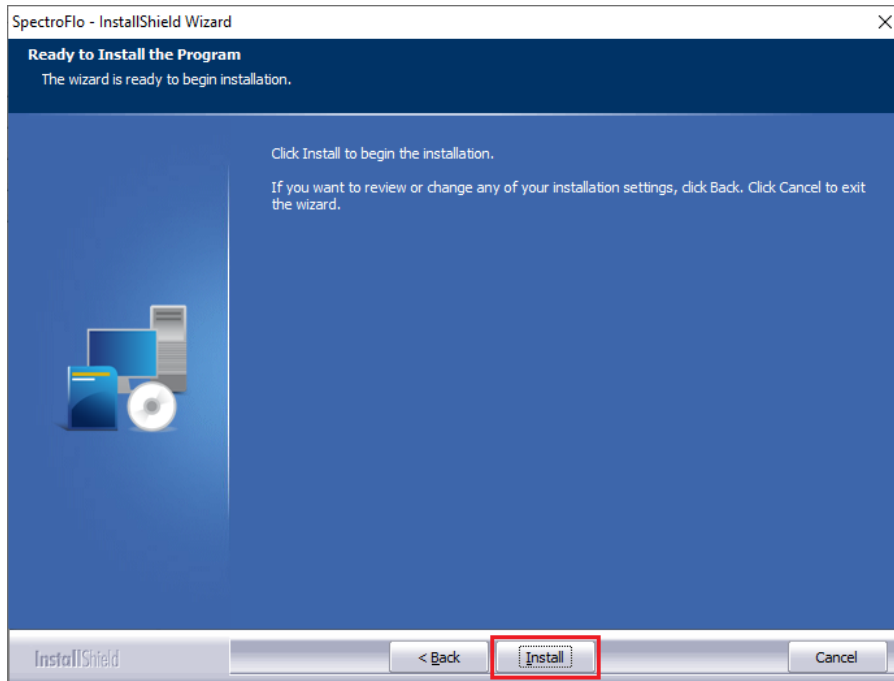 SpectroFlo - InstallShield Wizard
Ready to Install the Program
The wizard is ready to begin installation.
Click Install to begin the installation.
If you want to review or change any of your installation settings, click Back. Click Cancel to exit
the wizard.
InstallShield
< Back
Install
Cancel